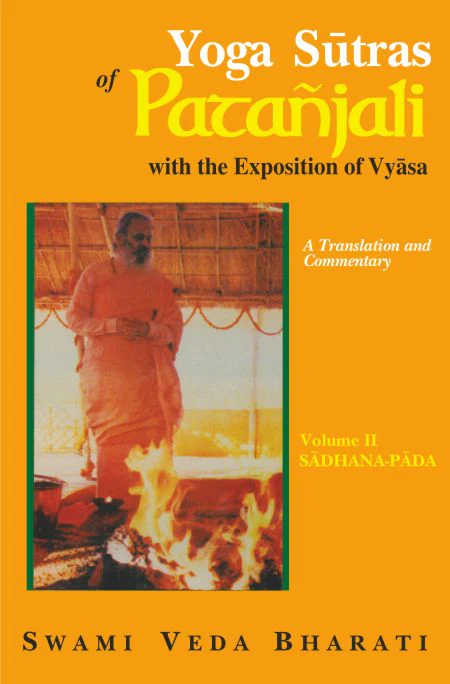 Yoga Sūtras
of Patañjali
with the Exposition of Vyāsa
A Translation and
Commentary
Volume II
SĀDHANA-PĀDA
SWAMI VEDA BHARATI